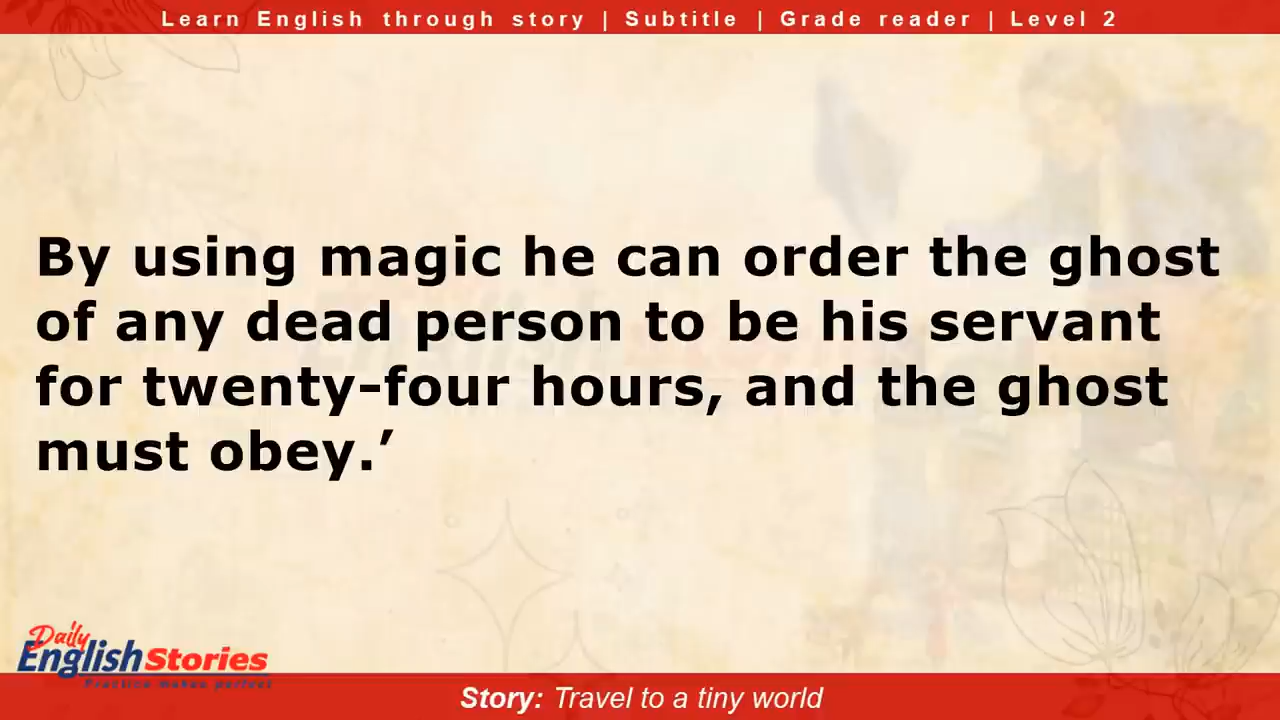 Learn English through story | Subtitle | Grade reader | Level 2
By using magic he can order the ghost
of any dead person to be his servant
for twenty-four hours, and the ghost
must obey.’
Daily
English Stories
Practice makes perfect
Story: Travel to a tiny world